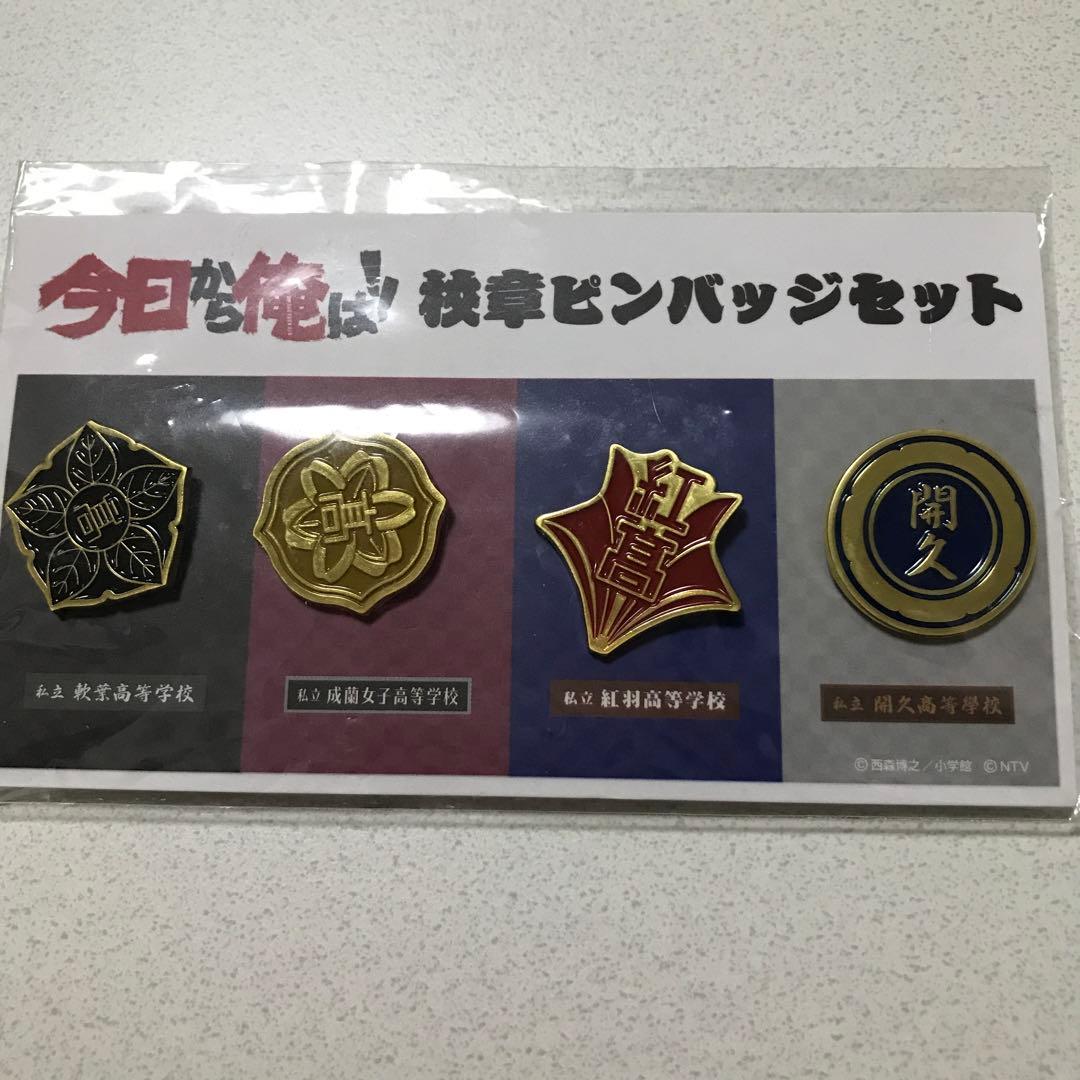 今日から俺は!! 校章ピンバッジセット
高
高
紅高
開久
私立 軟葉高等学校
私立 成蘭女子高等学校
私立 紅羽高等学校
私立 開久高等學校
©西森博之/小学館 ©NTV